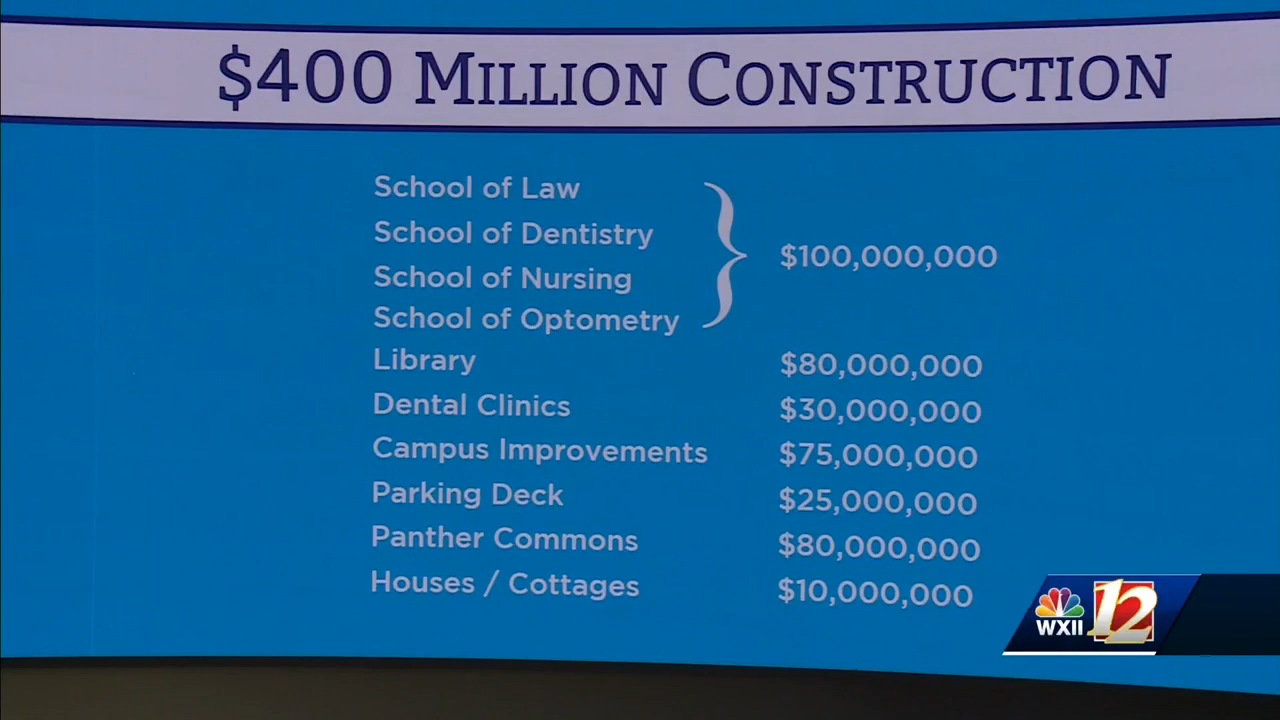 $400 MILLION CONSTRUCTION
School of Law
School of Dentistry
School of Nursing
School of Optometry
$100,000,000
Library $80,000,000
Dental Clinics $30,000,000
Campus Improvements $75,000,000
Parking Deck $25,000,000
Panther Commons $80,000,000
Houses / Cottages $10,000,000
WXII 12